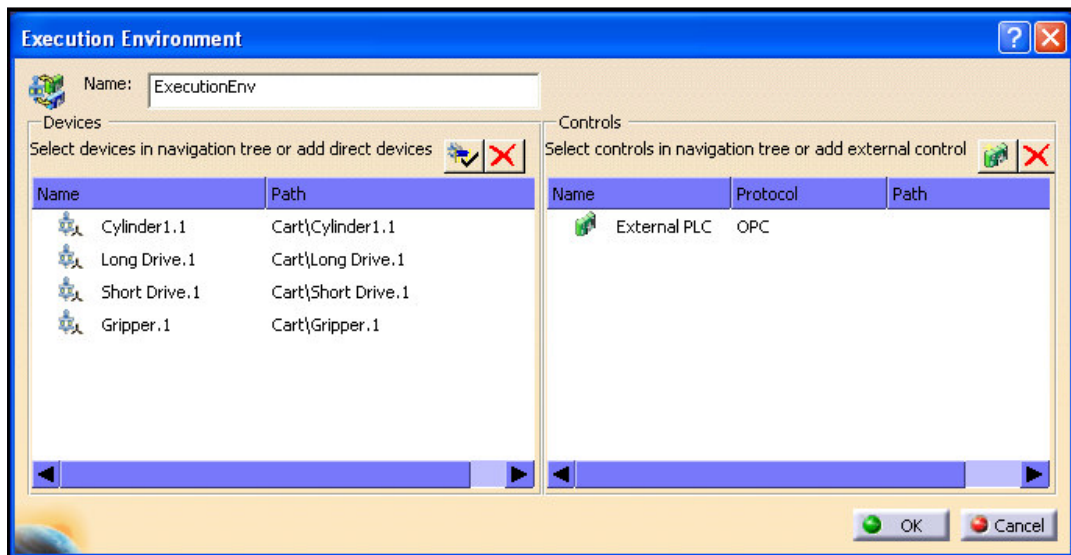 Execution Environment
Name: ExecutionEnv
Devices
Select devices in navigation tree or add direct devices
Name Path
Cylinder1.1 Cart\Cylinder1.1
Long Drive.1 Cart\Long Drive.1
Short Drive.1 Cart\Short Drive.1
Gripper.1 Cart\Gripper.1
Controls
Select controls in navigation tree or add external control
Name Protocol Path
External PLC OPC
OK Cancel